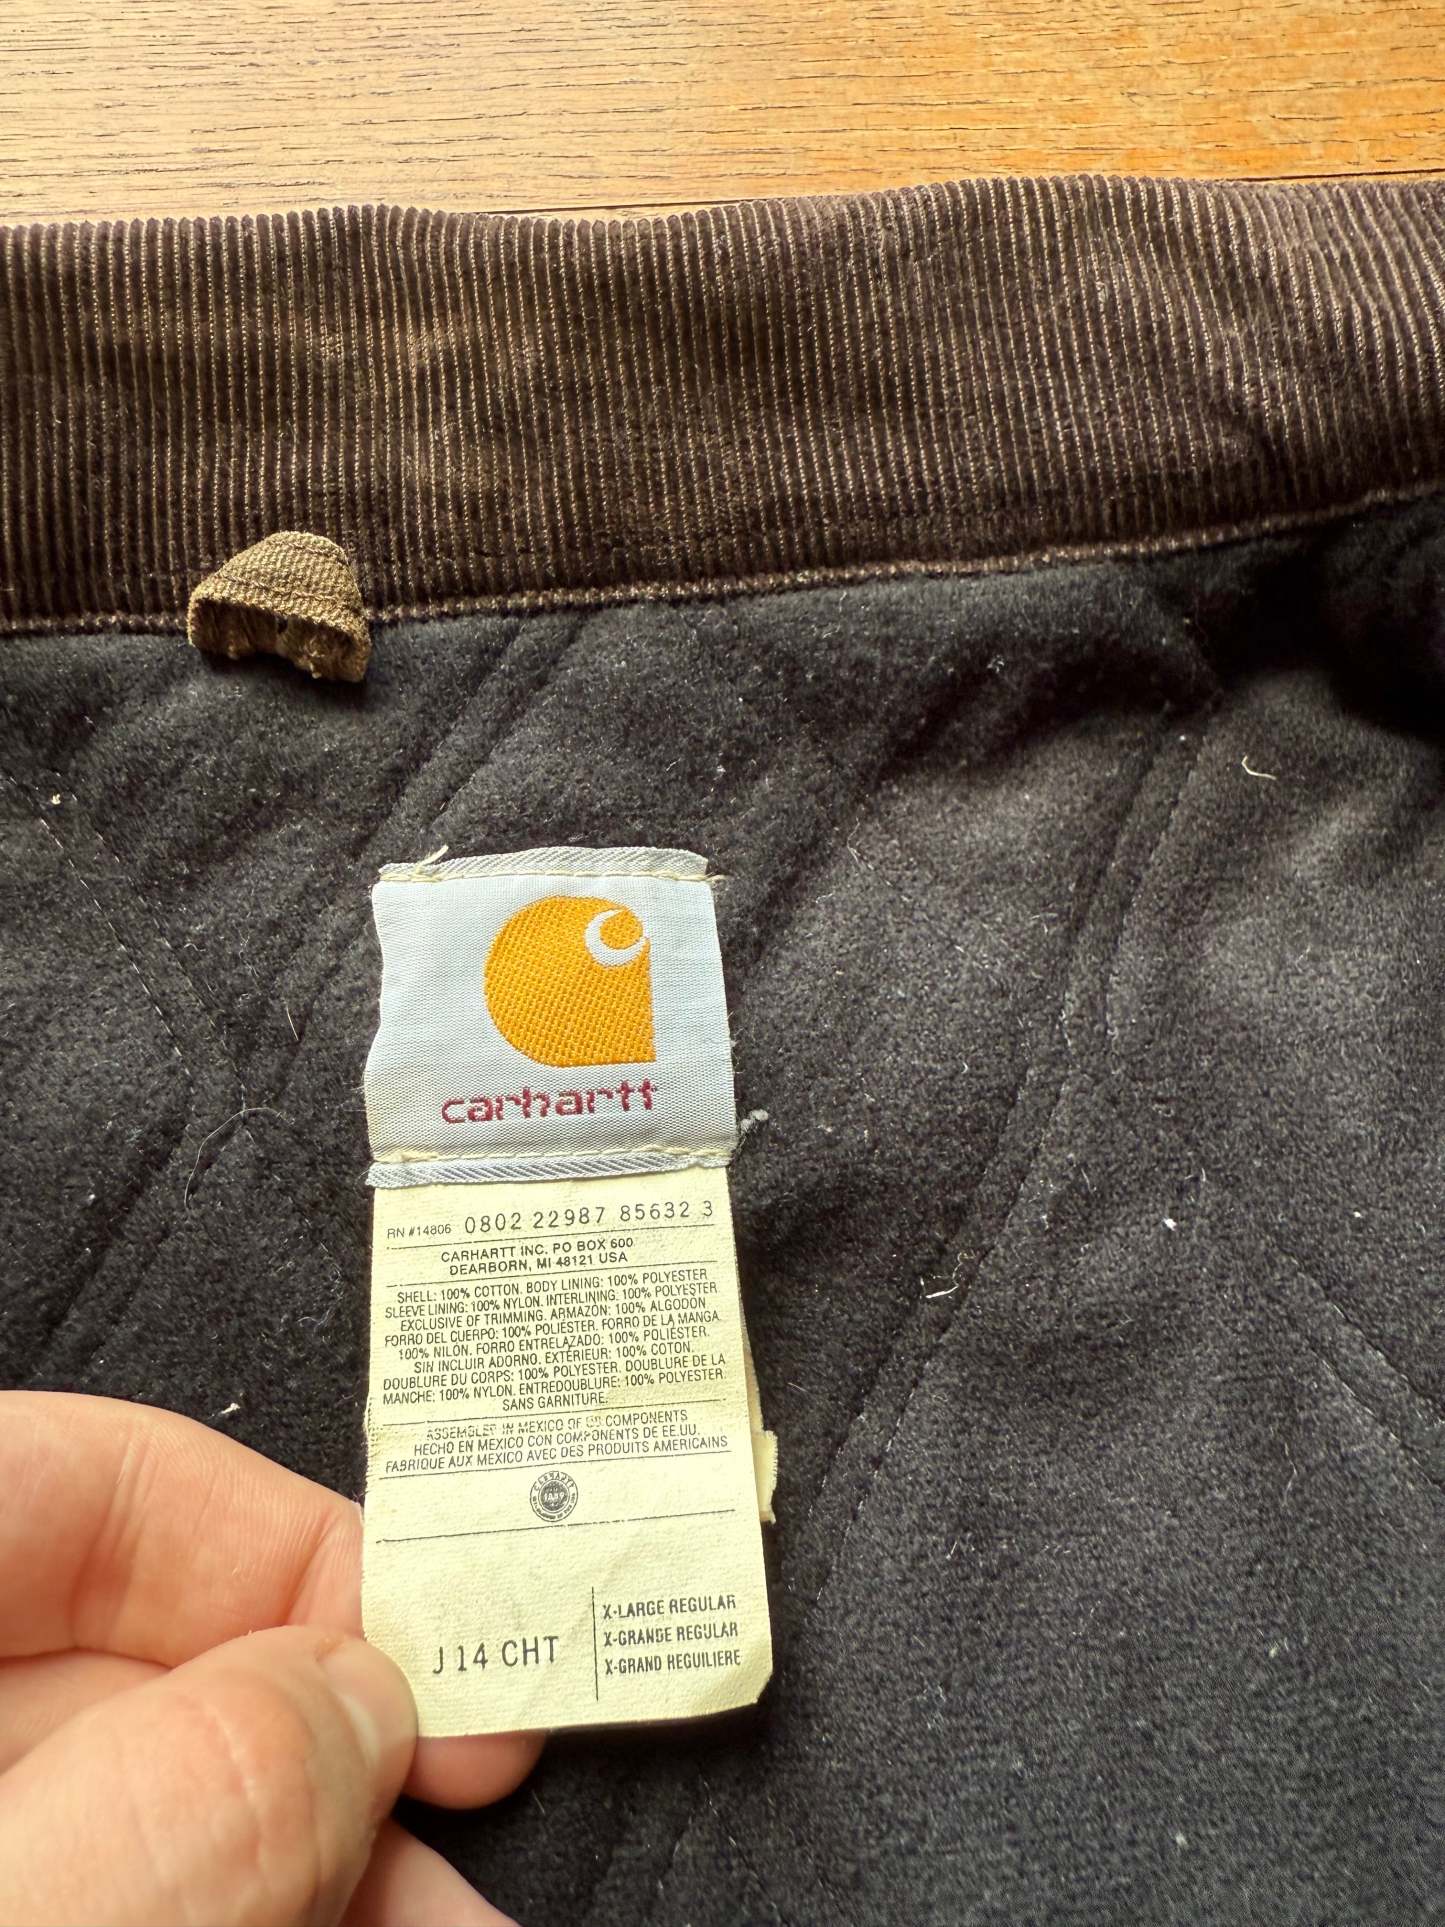 carhartt
RN #14806 0802 22987 85632 3
CARHARTT INC. PO BOX 600
DEARBORN, MI 48121 USA
SHELL: 100% COTTON. BODY LINING: 100% POLYESTER
SLEEVE LINING: 100% NYLON. INTERLINING: 100% POLYESTER
EXCLUSIVE OF TRIMMING. ARMAZÓN: 100% ALGODÓN
FORRO DEL CUERPO: 100% POLIÉSTER. FORRO DE LA MANGA
100% NILÓN. FORRO ENTRELAZADO: 100% POLIÉSTER.
SIN INCLUIR ADORNO. EXTÉRIEUR: 100% COTON.
DOUBLURE DU CORPS: 100% POLYESTER. DOUBLURE DE LA
MANCHE: 100% NYLON. ENTREDOUBLURE: 100% POLYESTER.
SANS GARNITURE.
ASSEMBLED IN MEXICO OF US COMPONENTS
HECHO EN MEXICO CON COMPONENTS DE EE.UU.
FABRIQUE AUX MEXICO AVEC DES PRODUITS AMERICAINS
J 14 CHT
X-LARGE REGULAR
X-GRANDE REGULAR
X-GRAND REGUILIERE